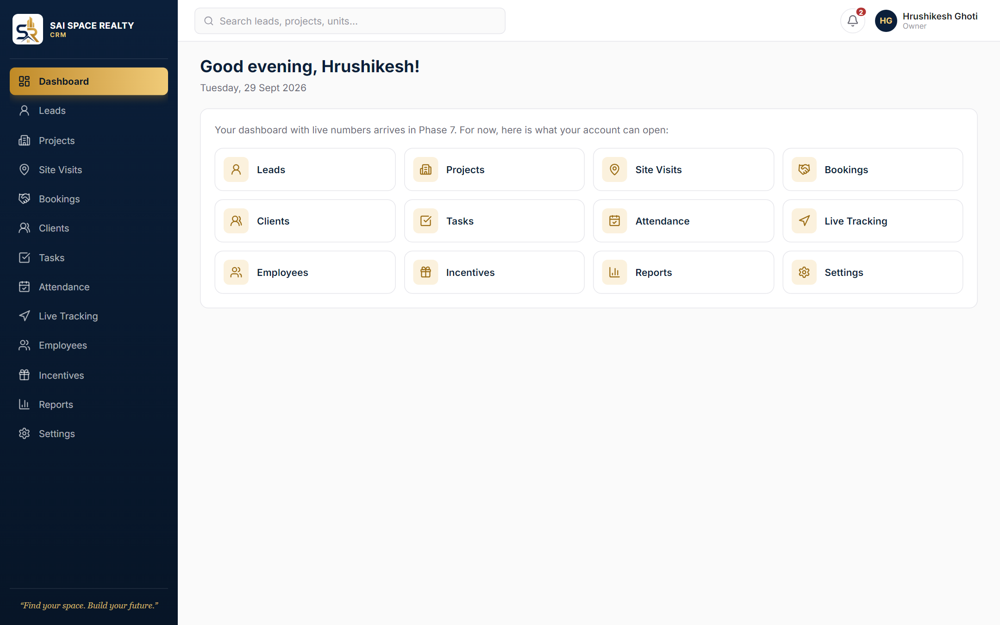 SAI SPACE REALTY
CRM
Dashboard
Leads
Projects
Site Visits
Bookings
Clients
Tasks
Attendance
Live Tracking
Employees
Incentives
Reports
Settings
“Find your space. Build your future.”
Search leads, projects, units...
2
HG
Hrushikesh Ghoti
Owner
Good evening, Hrushikesh!
Tuesday, 29 Sept 2026
Your dashboard with live numbers arrives in Phase 7. For now, here is what your account can open:
Leads
Projects
Site Visits
Bookings
Clients
Tasks
Attendance
Live Tracking
Employees
Incentives
Reports
Settings